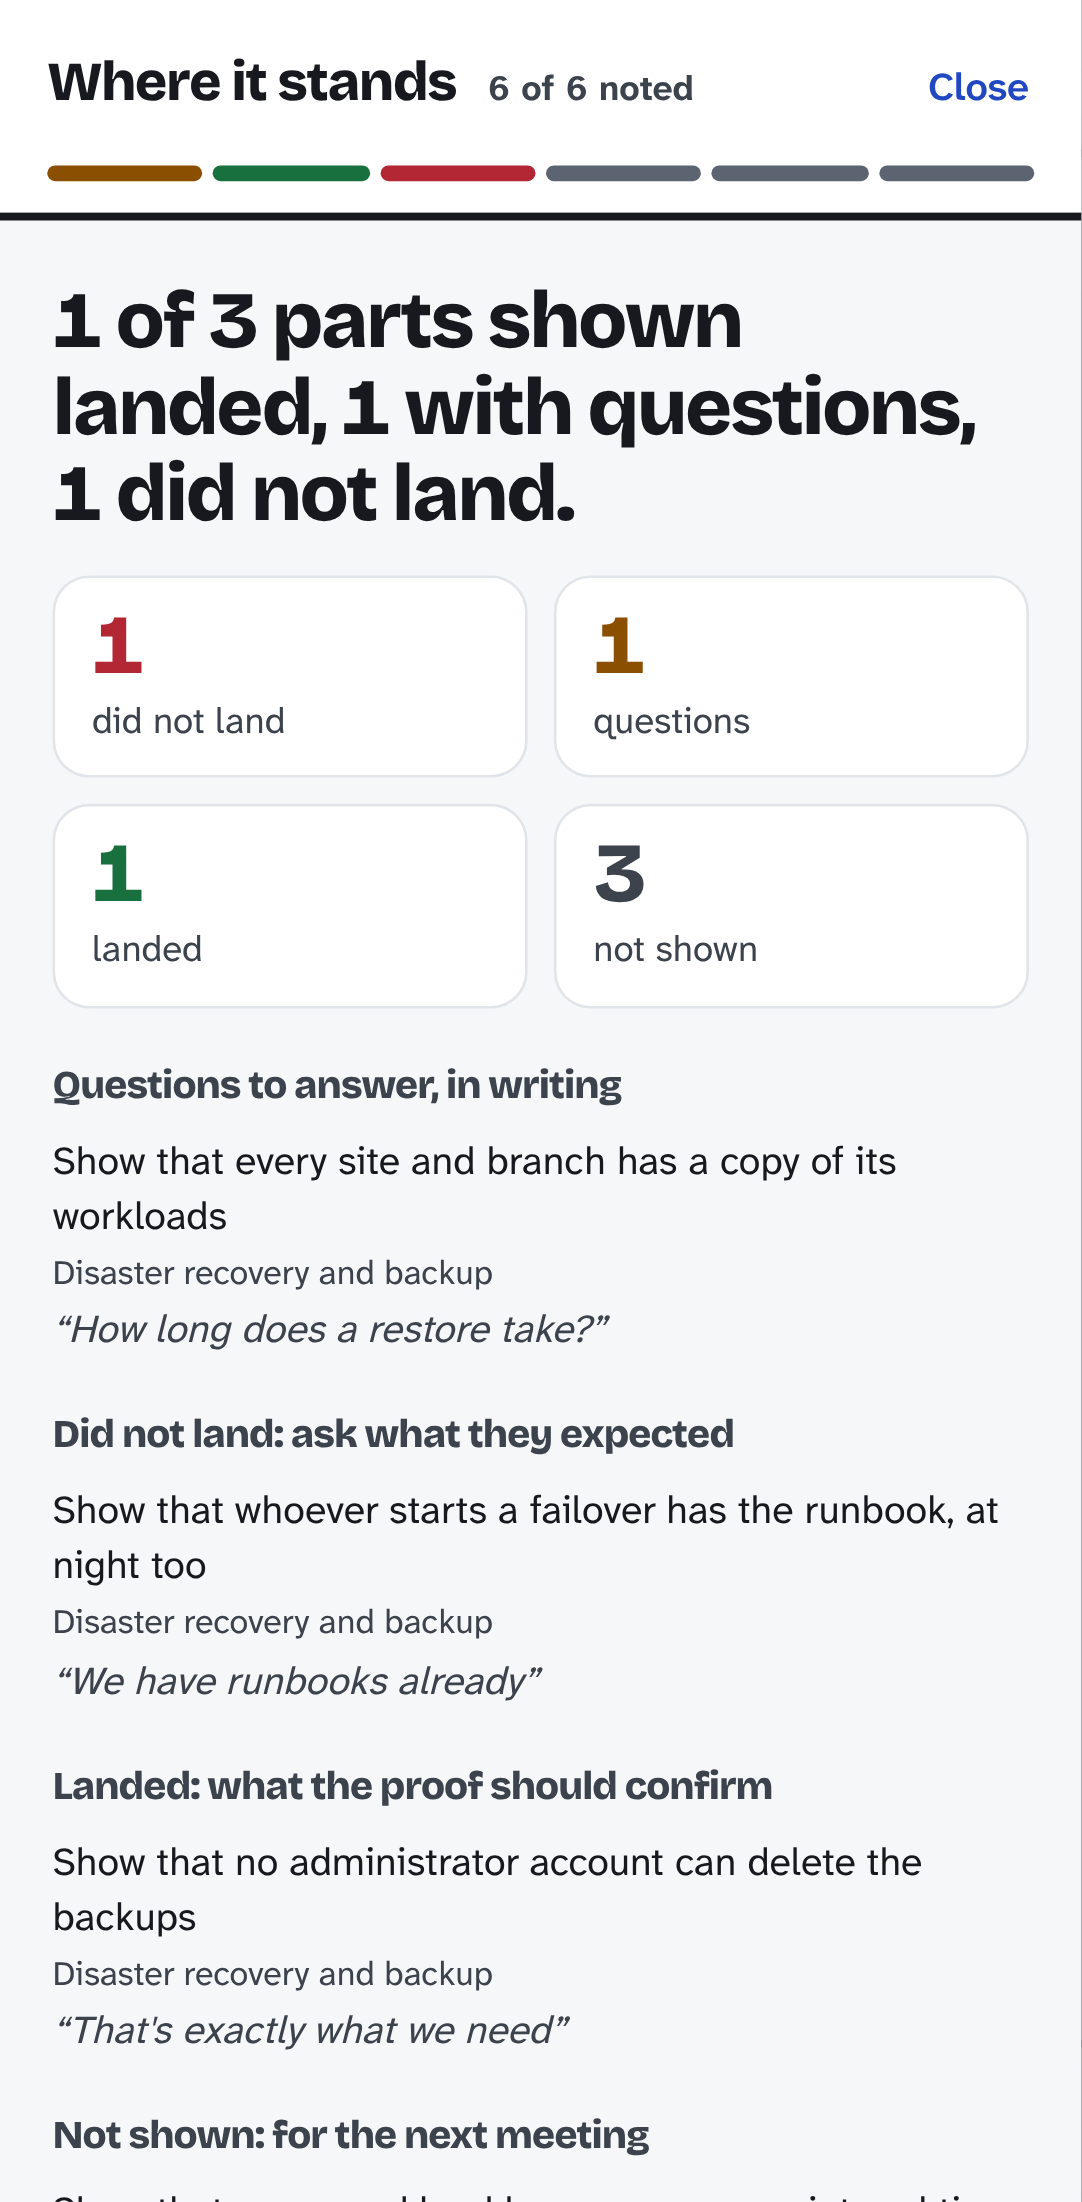 Where it stands 6 of 6 noted Close
1 of 3 parts shown
landed, 1 with questions,
1 did not land.
1
did not land
1
questions
1
landed
3
not shown
Questions to answer, in writing
Show that every site and branch has a copy of its
workloads
Disaster recovery and backup
“How long does a restore take?”
Did not land: ask what they expected
Show that whoever starts a failover has the runbook, at
night too
Disaster recovery and backup
“We have runbooks already”
Landed: what the proof should confirm
Show that no administrator account can delete the
backups
Disaster recovery and backup
“That's exactly what we need”
Not shown: for the next meeting